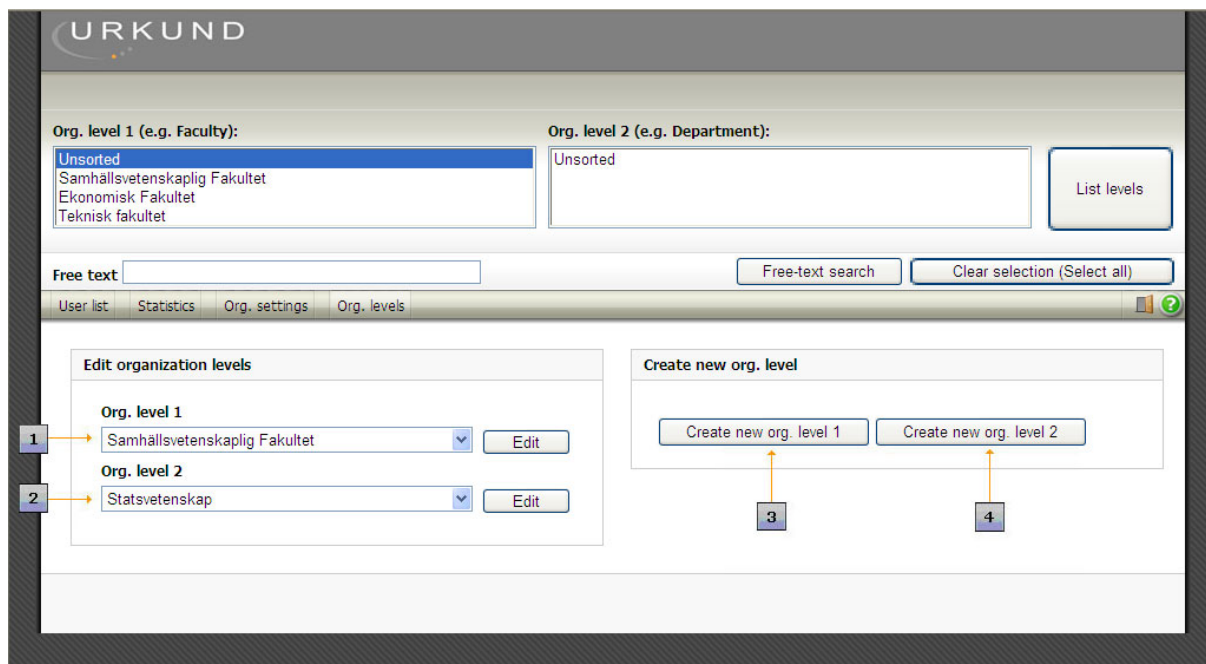 URKUND
Org. level 1 (e.g. Faculty):
Org. level 2 (e.g. Department):
Unsorted
Samhällsvetenskaplig Fakultet
Ekonomisk Fakultet
Teknisk fakultet
Unsorted
List levels
Free text
Free-text search
Clear selection (Select all)
User list
Statistics
Org. settings
Org. levels
?
Edit organization levels
Org. level 1
1
Samhällsvetenskaplig Fakultet
Edit
Org. level 2
2
Statsvetenskap
Edit
Create new org. level
Create new org. level 1
Create new org. level 2
3
4